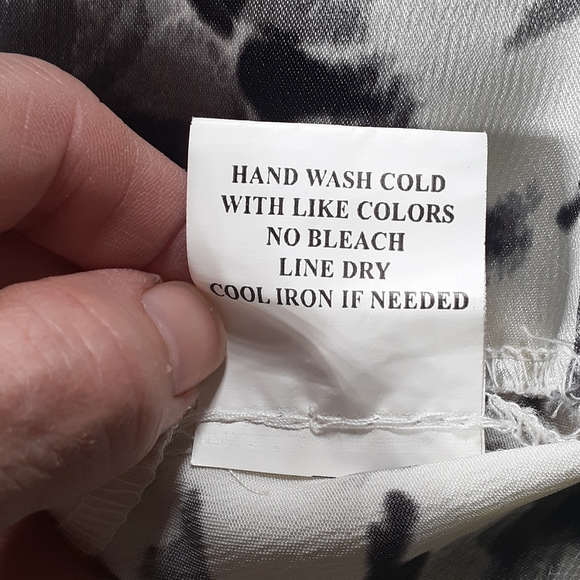 HAND WASH COLD
WITH LIKE COLORS
NO BLEACH
LINE DRY
COOL IRON IF NEEDED